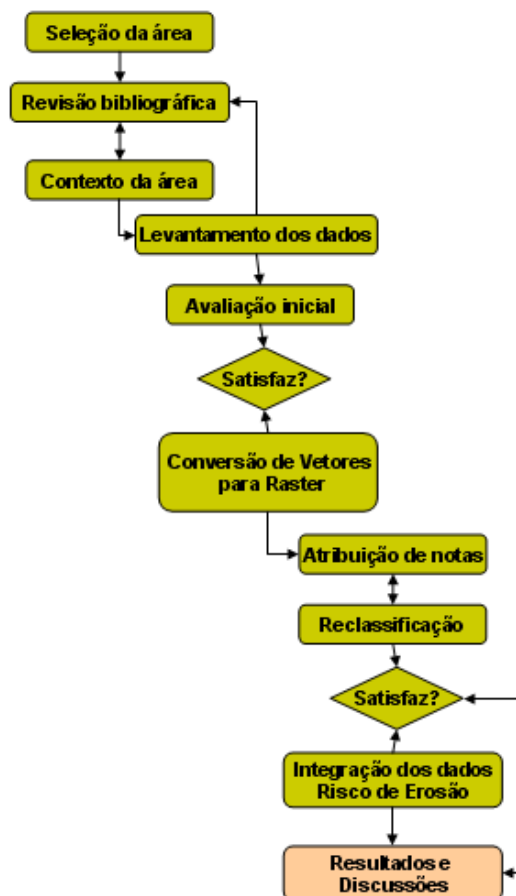 Seleção da área
Revisão bibliográfica
Contexto da área
Levantamento dos dados
Avaliação inicial
Satisfaz?
Conversão de Vetores
para Raster
Atribuição de notas
Reclassificação
Satisfaz?
Integração dos dados
Risco de Erosão
Resultados e
Discussões